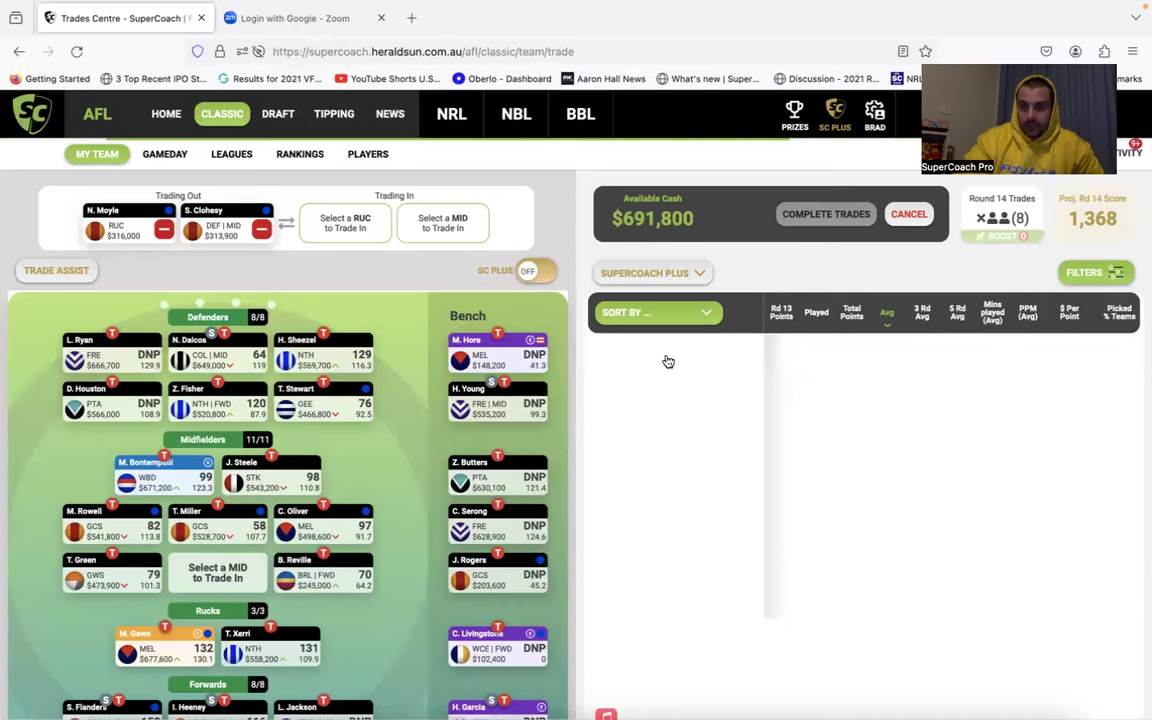 Trades Centre - SuperCoach | F
Login with Google - Zoom
https://supercoach.heraldsun.com.au/afl/classic/team/trade
Getting Started
3 Top Recent IPO St...
Results for 2021 VF...
YouTube Shorts U.S...
Oberlo - Dashboard
Aaron Hall News
What's new | Super...
Discussion - 2021 R...
NRL
marks
SC
AFL
HOME
CLASSIC
DRAFT
TIPPING
NEWS
NRL
NBL
BBL
PRIZES
SC PLUS
BRAD
SuperCoach Pro
MY TEAM
GAMEDAY
LEAGUES
RANKINGS
PLAYERS
9+
TIVITY
Trading Out
Trading In
N. Moyle
RUC
$316,000
S. Clohesy
DEF | MID
$313,900
Select a RUC
to Trade In
Select a MID
to Trade In
Available Cash
$691,800
COMPLETE TRADES
CANCEL
Round 14 Trades
(8)
BOOST 0
Proj. Rd 14 Score
1,368
TRADE ASSIST
SC PLUS
OFF
SUPERCOACH PLUS
FILTERS
SORT BY ...
Rd 13 Points
Played
Total Points
Avg
3 Rd Avg
5 Rd Avg
Mins played (Avg)
PPM (Avg)
$ Per Point
Picked % Teams
Defenders 8/8
Bench
L. Ryan
FRE DNP
$666,700 129.9
N. Daicos
COL | MID 64
$649,000 119
H. Sheezel
NTH 129
$569,700 116.3
M. Hore
MEL DNP
$148,200 41.3
D. Houston
PTA DNP
$566,000 108.9
Z. Fisher
NTH | FWD 120
$520,800 87.9
T. Stewart
GEE 76
$466,800 92.5
H. Young
FRE | MID DNP
$535,200 99.3
Midfielders 11/11
M. Bontempelli
WBD 99
$671,200 123.3
J. Steele
STK 98
$543,200 110.8
Z. Butters
PTA DNP
$630,100 121.4
M. Rowell
GCS 82
$541,800 113.8
T. Miller
GCS 58
$528,700 107.7
C. Oliver
MEL 97
$498,600 91.7
C. Serong
FRE DNP
$628,900 124.6
T. Green
GWS 79
$473,900 101.3
Select a MID
to Trade In
B. Reville
BRL | FWD 70
$245,000 64.2
J. Rogers
GCS DNP
$203,600 45.2
Rucks 3/3
M. Gawn
MEL 132
$677,600 130.1
T. Xerri
NTH 131
$558,200 109.9
C. Livingstone
WCE | FWD DNP
$102,400 0
Forwards 8/8
S. Flanders
I. Heeney
L. Jackson
H. Garcia